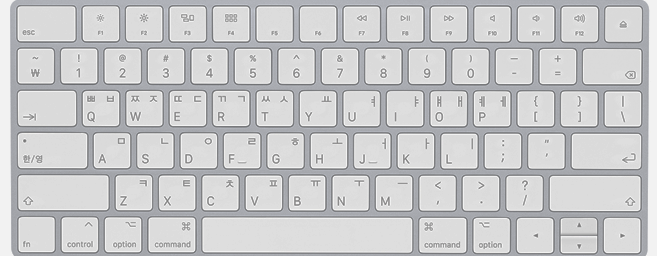 esc F1 F2 F3 F4 F5 F6 F7 F8 F9 F10 F11 F12
~ ! @ # $ % ^ & * ( ) _ +
₩ 1 2 3 4 5 6 7 8 9 0 - =
ㅃ ㅂ ㅉ ㅈ ㄸ ㄷ ㄲ ㄱ ㅆ ㅅ ㅛ ㅕ ㅑ ㅒ ㅐ ㅖ ㅔ { } |
Q W E R T Y U I O P [ ] \
ㅁ ㄴ ㅇ ㄹ ㅎ ㅗ ㅓ ㅏ ㅣ : "
한/영 A S D F G H J K L ; '
ㅋ ㅌ ㅊ ㅍ ㅠ ㅜ ㅡ < > ?
Z X C V B N M , . /
fn control option command command option